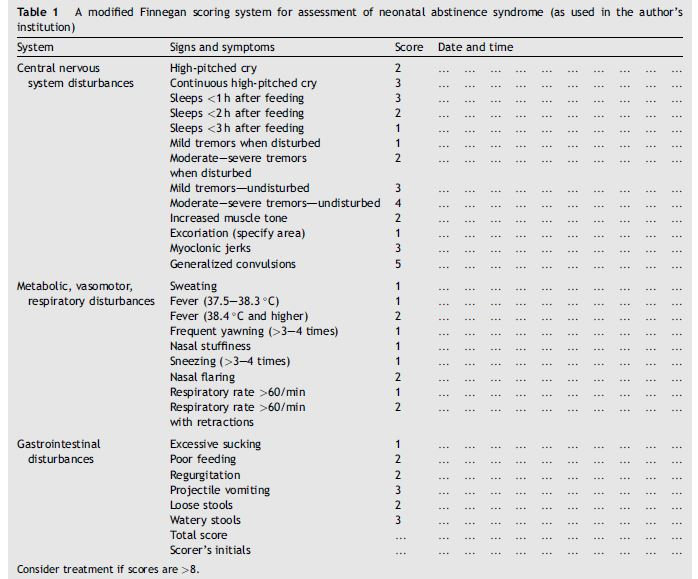 Table 1 A modified Finnegan scoring system for assessment of neonatal abstinence syndrome (as used in the author's
institution)
System Signs and symptoms Score Date and time
Central nervous High-pitched cry 2 ... ... ... ... ... ... ... ... ... ...
system disturbances Continuous high-pitched cry 3 ... ... ... ... ... ... ... ... ... ...
Sleeps <1 h after feeding 3 ... ... ... ... ... ... ... ... ... ...
Sleeps <2 h after feeding 2 ... ... ... ... ... ... ... ... ... ...
Sleeps <3 h after feeding 1 ... ... ... ... ... ... ... ... ... ...
Mild tremors when disturbed 1 ... ... ... ... ... ... ... ... ... ...
Moderate–severe tremors 2 ... ... ... ... ... ... ... ... ... ...
when disturbed
Mild tremors—undisturbed 3 ... ... ... ... ... ... ... ... ... ...
Moderate–severe tremors—undisturbed 4 ... ... ... ... ... ... ... ... ... ...
Increased muscle tone 2 ... ... ... ... ... ... ... ... ... ...
Excoriation (specify area) 1 ... ... ... ... ... ... ... ... ... ...
Myoclonic jerks 3 ... ... ... ... ... ... ... ... ... ...
Generalized convulsions 5 ... ... ... ... ... ... ... ... ... ...
Metabolic, vasomotor, Sweating 1 ... ... ... ... ... ... ... ... ... ...
respiratory disturbances Fever (37.5–38.3 °C) 1 ... ... ... ... ... ... ... ... ... ...
Fever (38.4 °C and higher) 2 ... ... ... ... ... ... ... ... ... ...
Frequent yawning (>3–4 times) 1 ... ... ... ... ... ... ... ... ... ...
Nasal stuffiness 1 ... ... ... ... ... ... ... ... ... ...
Sneezing (>3–4 times) 1 ... ... ... ... ... ... ... ... ... ...
Nasal flaring 2 ... ... ... ... ... ... ... ... ... ...
Respiratory rate >60/min 1 ... ... ... ... ... ... ... ... ... ...
Respiratory rate >60/min 2 ... ... ... ... ... ... ... ... ... ...
with retractions
Gastrointestinal Excessive sucking 1 ... ... ... ... ... ... ... ... ... ...
disturbances Poor feeding 2 ... ... ... ... ... ... ... ... ... ...
Regurgitation 2 ... ... ... ... ... ... ... ... ... ...
Projectile vomiting 3 ... ... ... ... ... ... ... ... ... ...
Loose stools 2 ... ... ... ... ... ... ... ... ... ...
Watery stools 3 ... ... ... ... ... ... ... ... ... ...
Total score ... ... ... ... ... ... ... ... ... ... ...
Scorer's initials ... ... ... ... ... ... ... ... ... ... ...
Consider treatment if scores are >8.